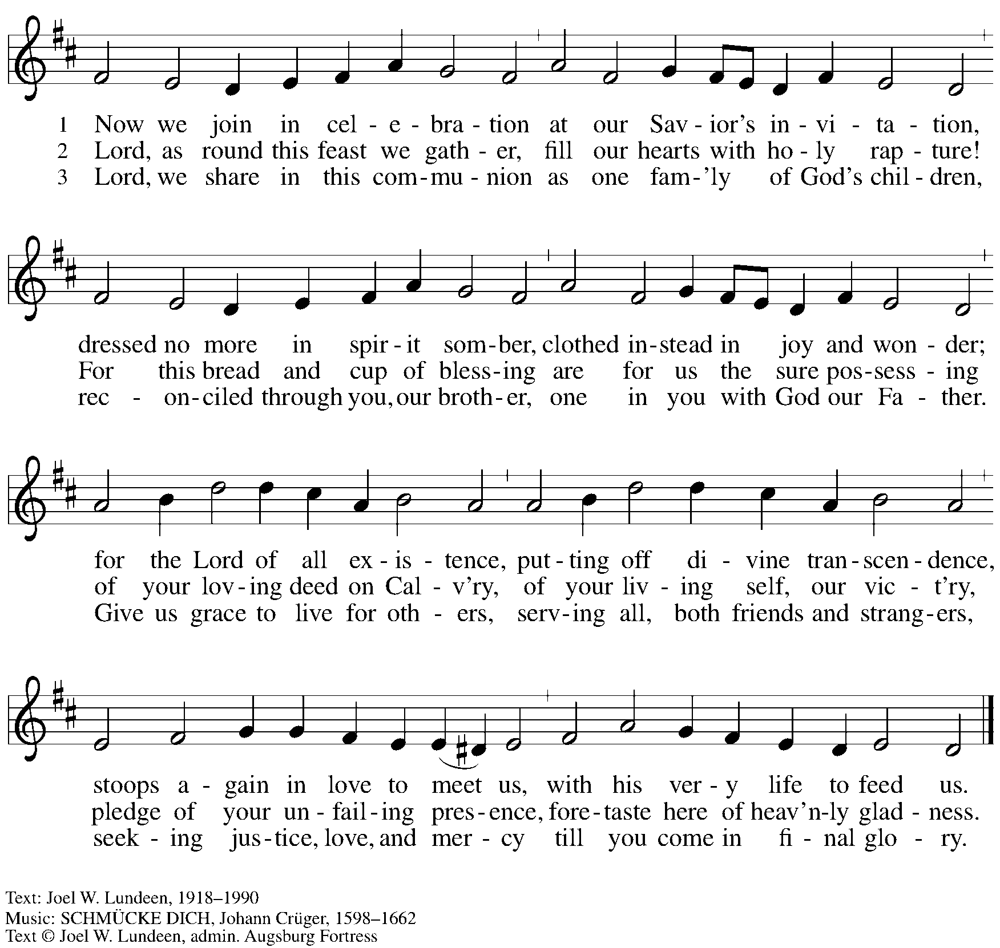 1 Now we join in cel - e - bra - tion at our Sav - ior's in - vi - ta - tion,
2 Lord, as round this feast we gath - er, fill our hearts with ho - ly rap - ture!
3 Lord, we share in this com - mu - nion as one fam - 'ly of God's chil - dren,
dressed no more in spir - it som - ber, clothed in - stead in joy and won - der;
For this bread and cup of bless - ing are for us the sure pos - sess - ing
rec - on - ciled through you, our broth - er, one in you with God our Fa - ther.
for the Lord of all ex - is - tence, put - ting off di - vine tran - scen - dence,
of your lov - ing deed on Cal - v'ry, of your liv - ing self, our vic - t'ry,
Give us grace to live for oth - ers, serv - ing all, both friends and strang - ers,
stoops a - gain in love to meet us, with his ver - y life to feed us.
pledge of your un - fail - ing pres - ence, fore - taste here of heav'n - ly glad - ness.
seek - ing jus - tice, love, and mer - cy till you come in fi - nal glo - ry.
Text: Joel W. Lundeen, 1918–1990
Music: SCHMÜCKE DICH, Johann Crüger, 1598–1662
Text © Joel W. Lundeen, admin. Augsburg Fortress